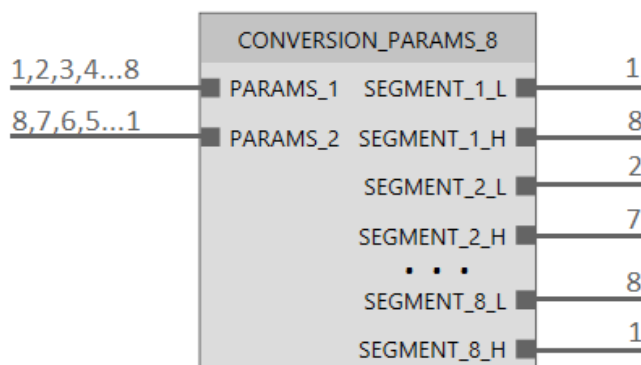 CONVERSION_PARAMS_8
1,2,3,4...8 PARAMS_1 SEGMENT_1_L 1
8,7,6,5...1 PARAMS_2 SEGMENT_1_H 8
SEGMENT_2_L 2
SEGMENT_2_H 7
. . .
SEGMENT_8_L 8
SEGMENT_8_H 1